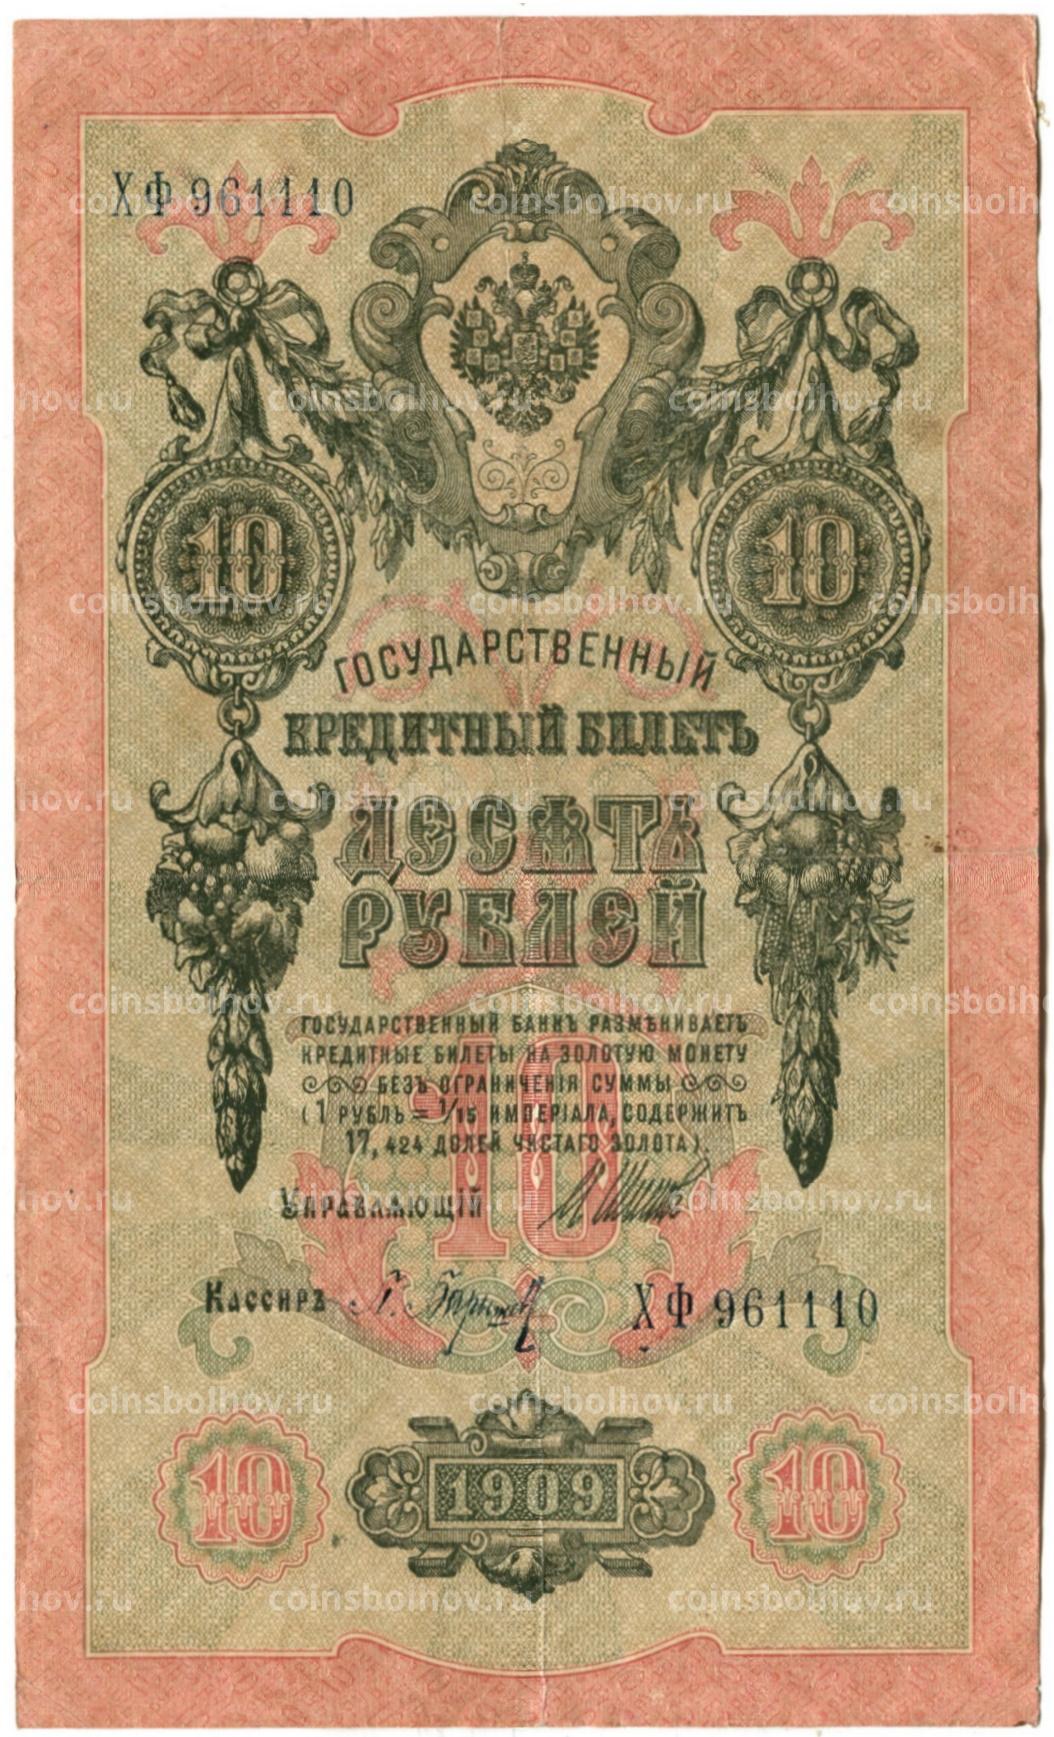 ХФ 961110
10 10
ГОСУДАРСТВЕННЫЙ
КРЕДИТНЫЙ БИЛЕТЪ
ДЕСЯТЬ
РУБЛЕЙ
ГОСУДАРСТВЕННЫЙ БАНКЪ РАЗМѢНИВАЕТЪ
КРЕДИТНЫЕ БИЛЕТЫ НА ЗОЛОТУЮ МОНЕТУ
БЕЗЪ ОГРАНИЧЕНІЯ СУММЫ
(1 РУБЛЬ = 1/15 ИМПЕРІАЛА, СОДЕРЖИТЪ
17,424 ДОЛЕЙ ЧИСТАГО ЗОЛОТА).
10
Управляющій
Кассиръ
ХФ 961110
10 1909 10
coinsbolhov.ru